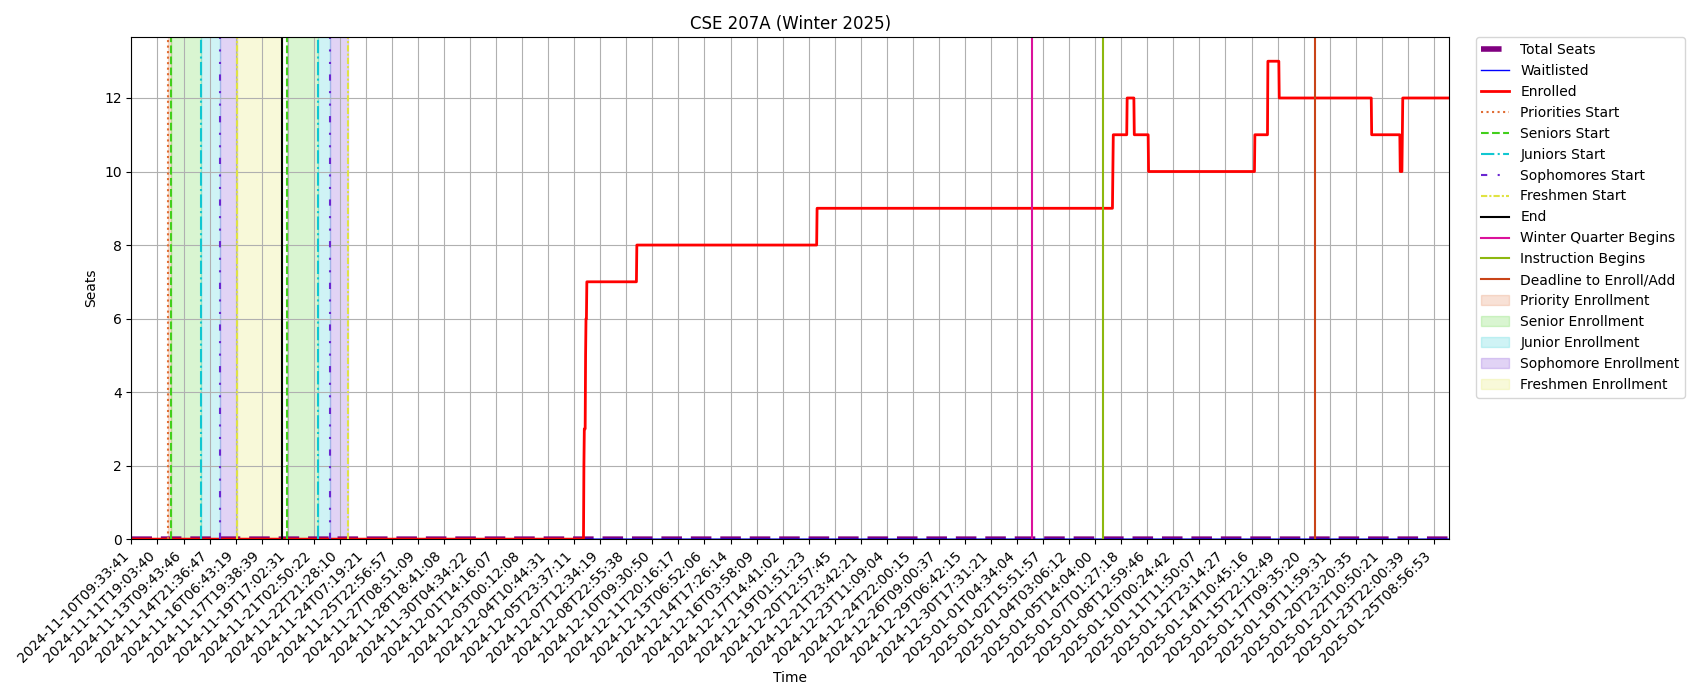 CSE 207A (Winter 2025)
Seats
12
10
8
6
4
2
0
2024-11-10T09:33:41
2024-11-11T19:03:40
2024-11-13T09:43:46
2024-11-14T21:36:47
2024-11-16T06:43:19
2024-11-17T19:38:39
2024-11-19T17:02:31
2024-11-21T02:50:22
2024-11-22T21:28:10
2024-11-24T07:19:21
2024-11-25T22:56:57
2024-11-27T08:51:09
2024-11-28T18:41:08
2024-11-30T04:34:22
2024-12-01T14:16:07
2024-12-03T00:12:08
2024-12-04T10:44:31
2024-12-05T23:37:11
2024-12-07T12:34:19
2024-12-08T22:55:38
2024-12-10T09:30:50
2024-12-11T20:16:17
2024-12-13T06:52:06
2024-12-14T17:26:14
2024-12-16T03:58:09
2024-12-17T14:41:02
2024-12-19T01:51:23
2024-12-20T12:57:45
2024-12-21T23:42:21
2024-12-23T11:09:04
2024-12-24T22:00:15
2024-12-26T09:00:37
2024-12-29T06:42:15
2024-12-30T17:31:21
2025-01-01T04:34:04
2025-01-02T15:51:57
2025-01-04T03:06:12
2025-01-05T14:04:00
2025-01-07T01:27:18
2025-01-08T12:59:46
2025-01-10T00:24:42
2025-01-11T11:50:07
2025-01-12T23:14:27
2025-01-14T10:45:16
2025-01-15T22:12:49
2025-01-17T09:35:20
2025-01-19T11:59:31
2025-01-20T23:20:35
2025-01-22T10:50:21
2025-01-23T22:00:39
2025-01-25T08:56:53
Time
Total Seats
Waitlisted
Enrolled
Priorities Start
Seniors Start
Juniors Start
Sophomores Start
Freshmen Start
End
Winter Quarter Begins
Instruction Begins
Deadline to Enroll/Add
Priority Enrollment
Senior Enrollment
Junior Enrollment
Sophomore Enrollment
Freshmen Enrollment